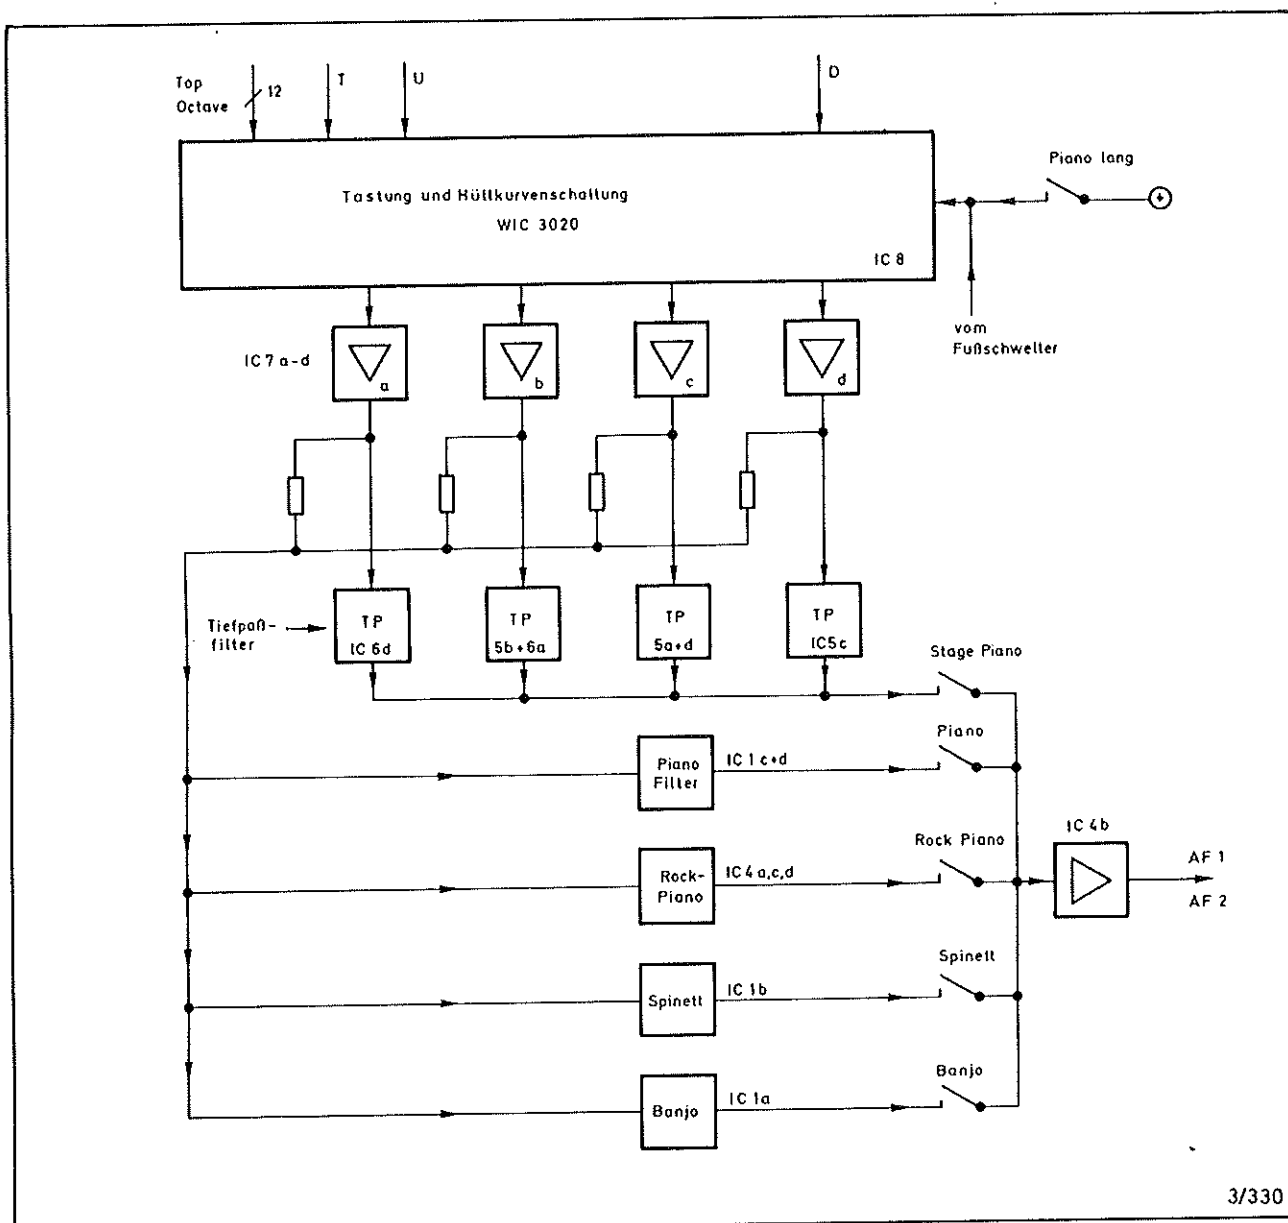 Top
Octave
12
T
U
D
Piano lang
Tastung und Hüllkurvenschaltung
WIC 3020
IC 8
vom
Fußschweller
IC 7 a-d
a
b
c
d
Tiefpaß-
filter
TP
IC 6d
TP
5b+6a
TP
5a+d
TP
IC5c
Stage Piano
Piano
Filter
IC 1 c+d
Piano
Rock-
Piano
IC 4 a,c,d
Rock Piano
IC 4b
AF 1
AF 2
Spinett
IC 1b
Spinett
Banjo
IC 1a
Banjo
3/330